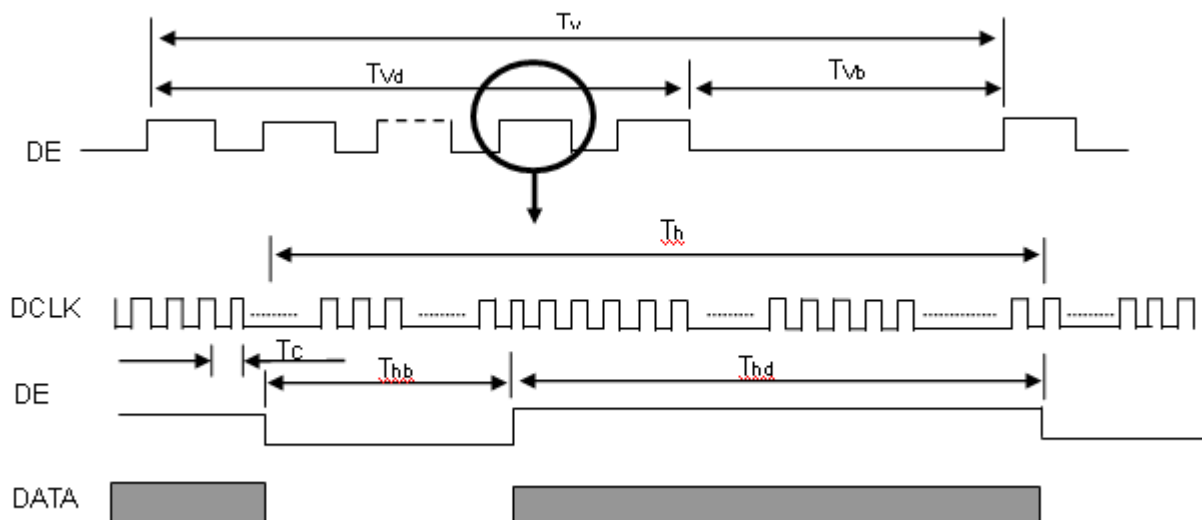 Tv
Tvd
Tvb
DE
Th
DCLK
Tc
Thb
Thd
DE
DATA